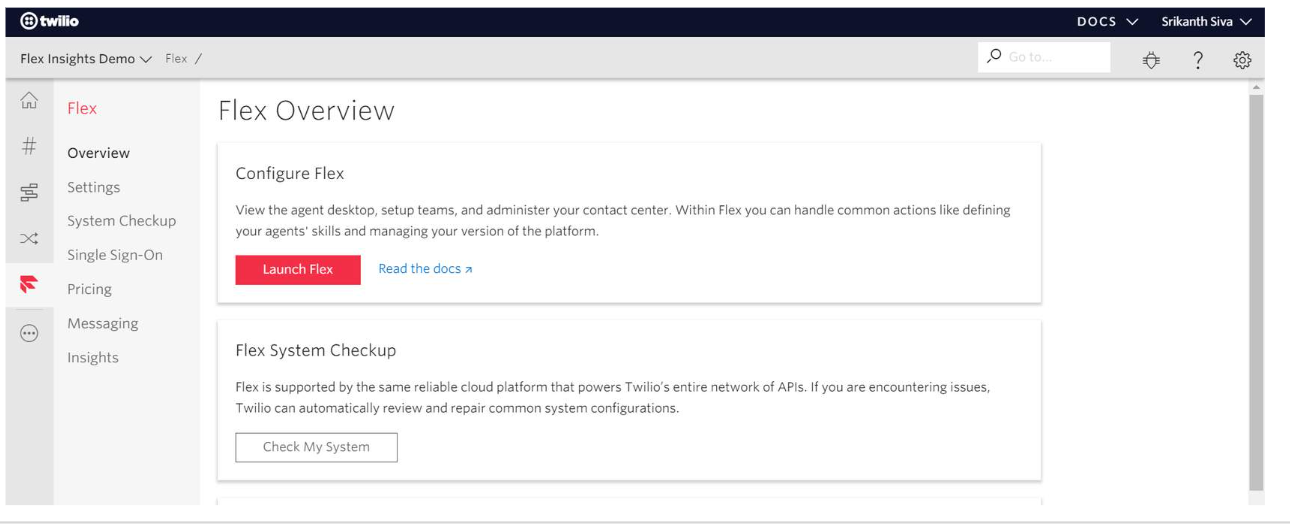 twilio
DOCS
Srikanth Siva
Flex Insights Demo
Flex /
Go to...
?
#
Flex
Overview
Settings
System Checkup
Single Sign-On
Pricing
Messaging
Insights
Flex Overview
Configure Flex
View the agent desktop, setup teams, and administer your contact center. Within Flex you can handle common actions like defining
your agents' skills and managing your version of the platform.
Launch Flex
Read the docs
Flex System Checkup
Flex is supported by the same reliable cloud platform that powers Twilio's entire network of APIs. If you are encountering issues,
Twilio can automatically review and repair common system configurations.
Check My System